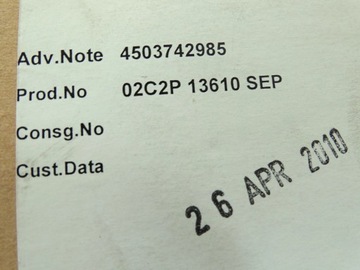 Adv.Note 4503742985
Prod.No 02C2P 13610 SEP
Consg.No
Cust.Data
26 APR 2010